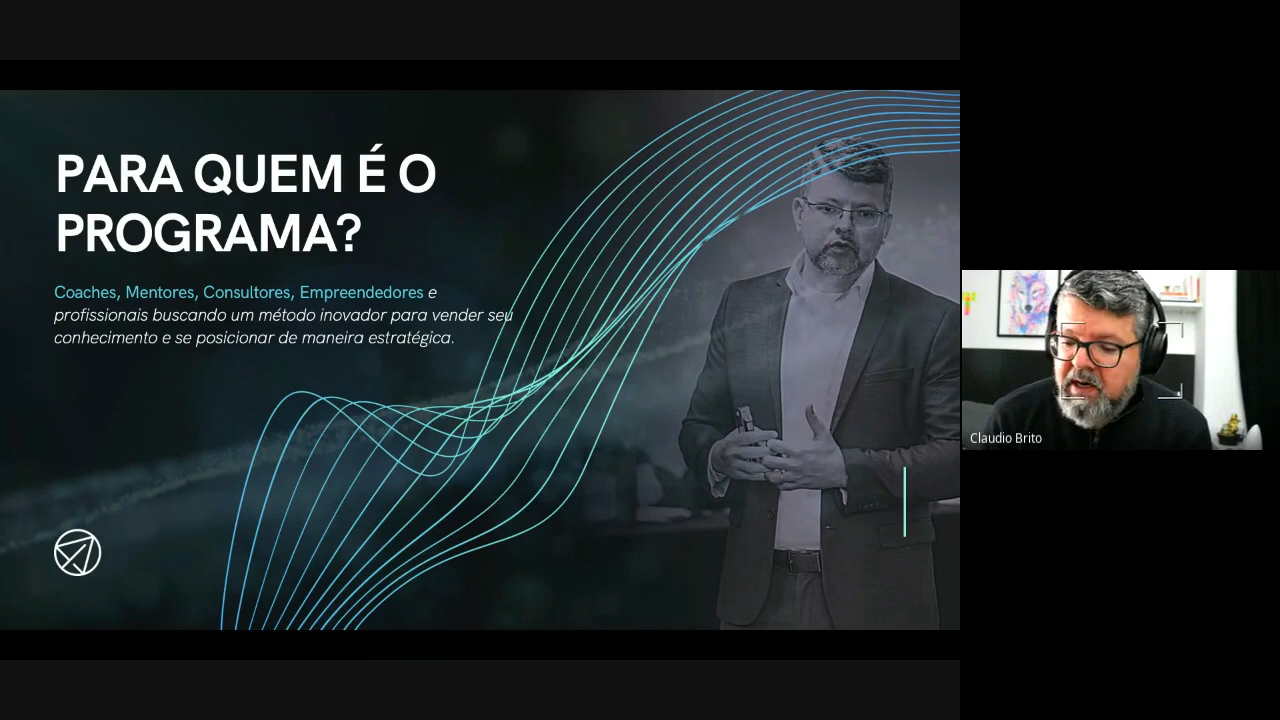 PARA QUEM É O
PROGRAMA?
Coaches, Mentores, Consultores, Empreendedores e
profissionais buscando um método inovador para vender seu
conhecimento e se posicionar de maneira estratégica.
Claudio Brito